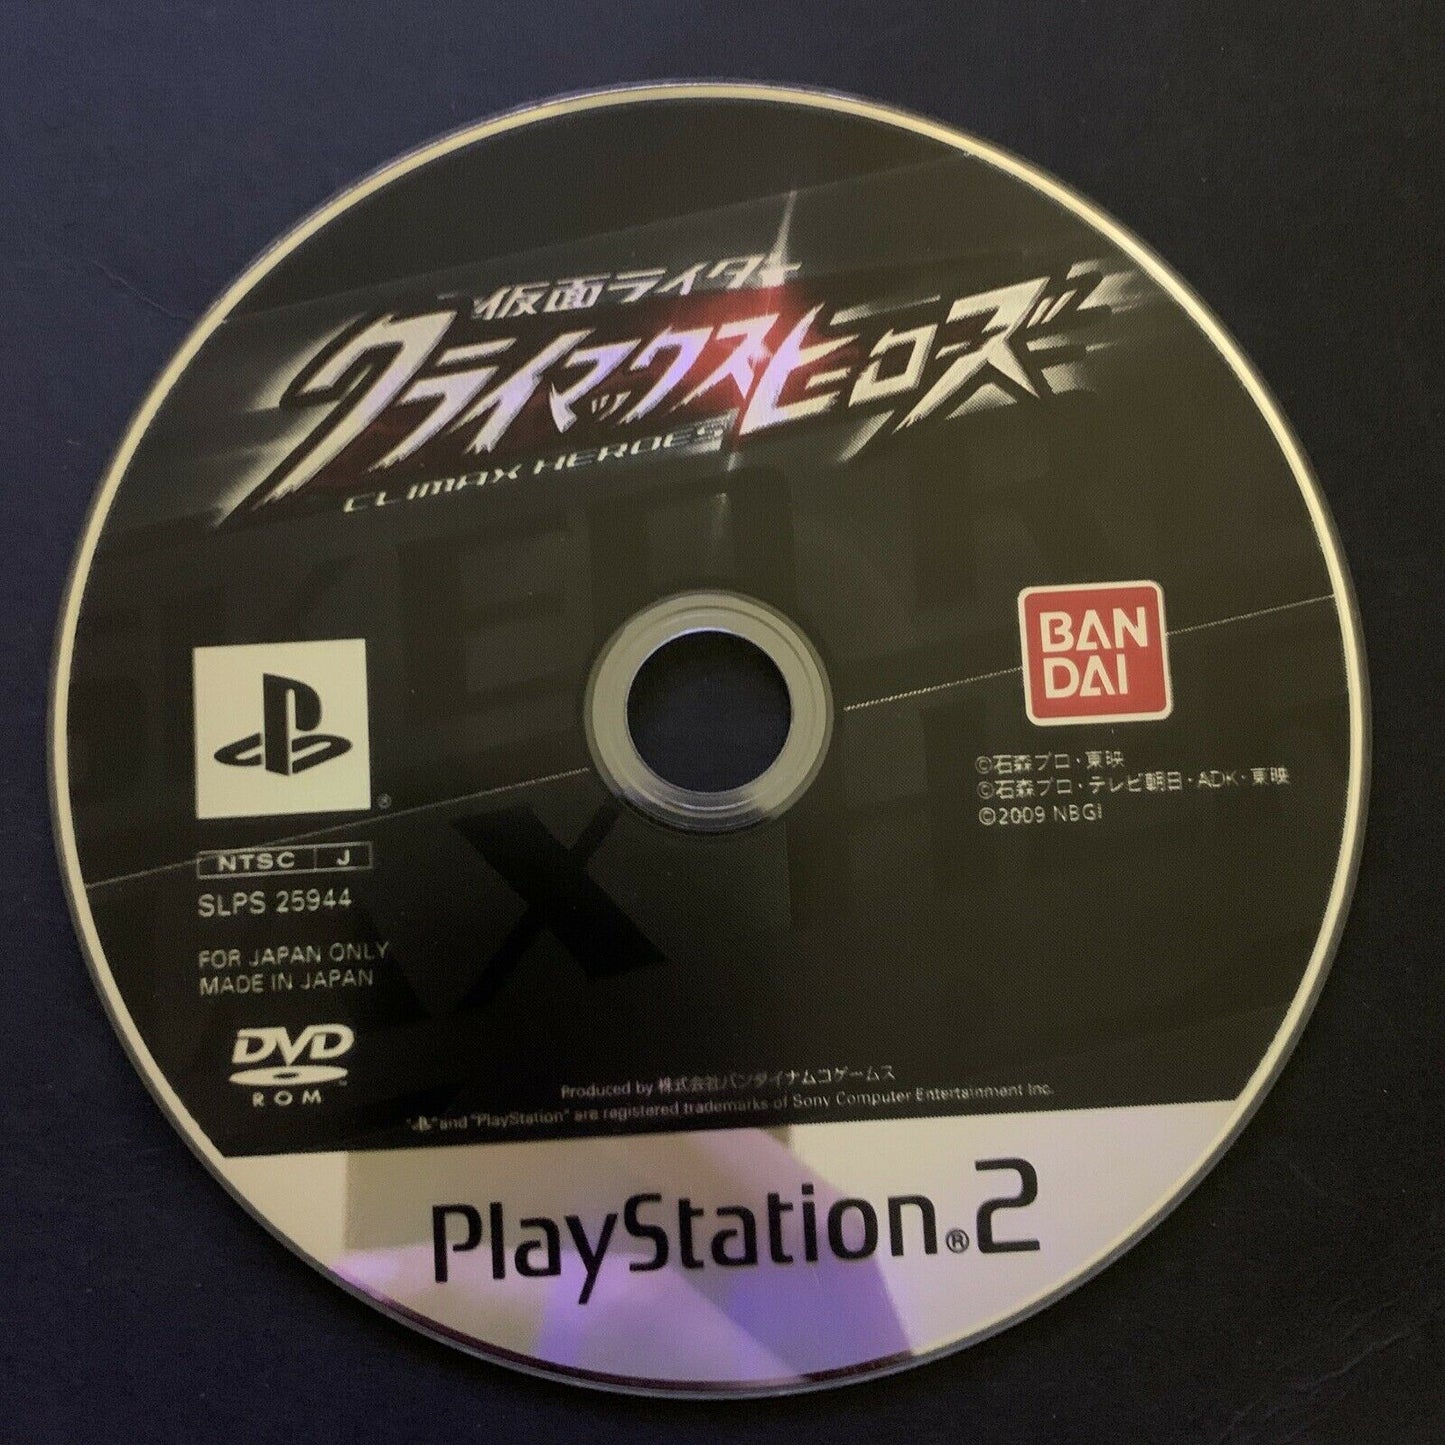 仮面ライダー
クライマックスヒーローズ
CLIMAX HEROES
BAN
DAI
®
©石森プロ・東映
©石森プロ・テレビ朝日・ADK・東映
©2009 NBGI
NTSC J
SLPS 25944
FOR JAPAN ONLY
MADE IN JAPAN
DVD
ROM
Produced by 株式会社バンダイナムコゲームス
" " and "PlayStation" are registered trademarks of Sony Computer Entertainment Inc.
PlayStation®2